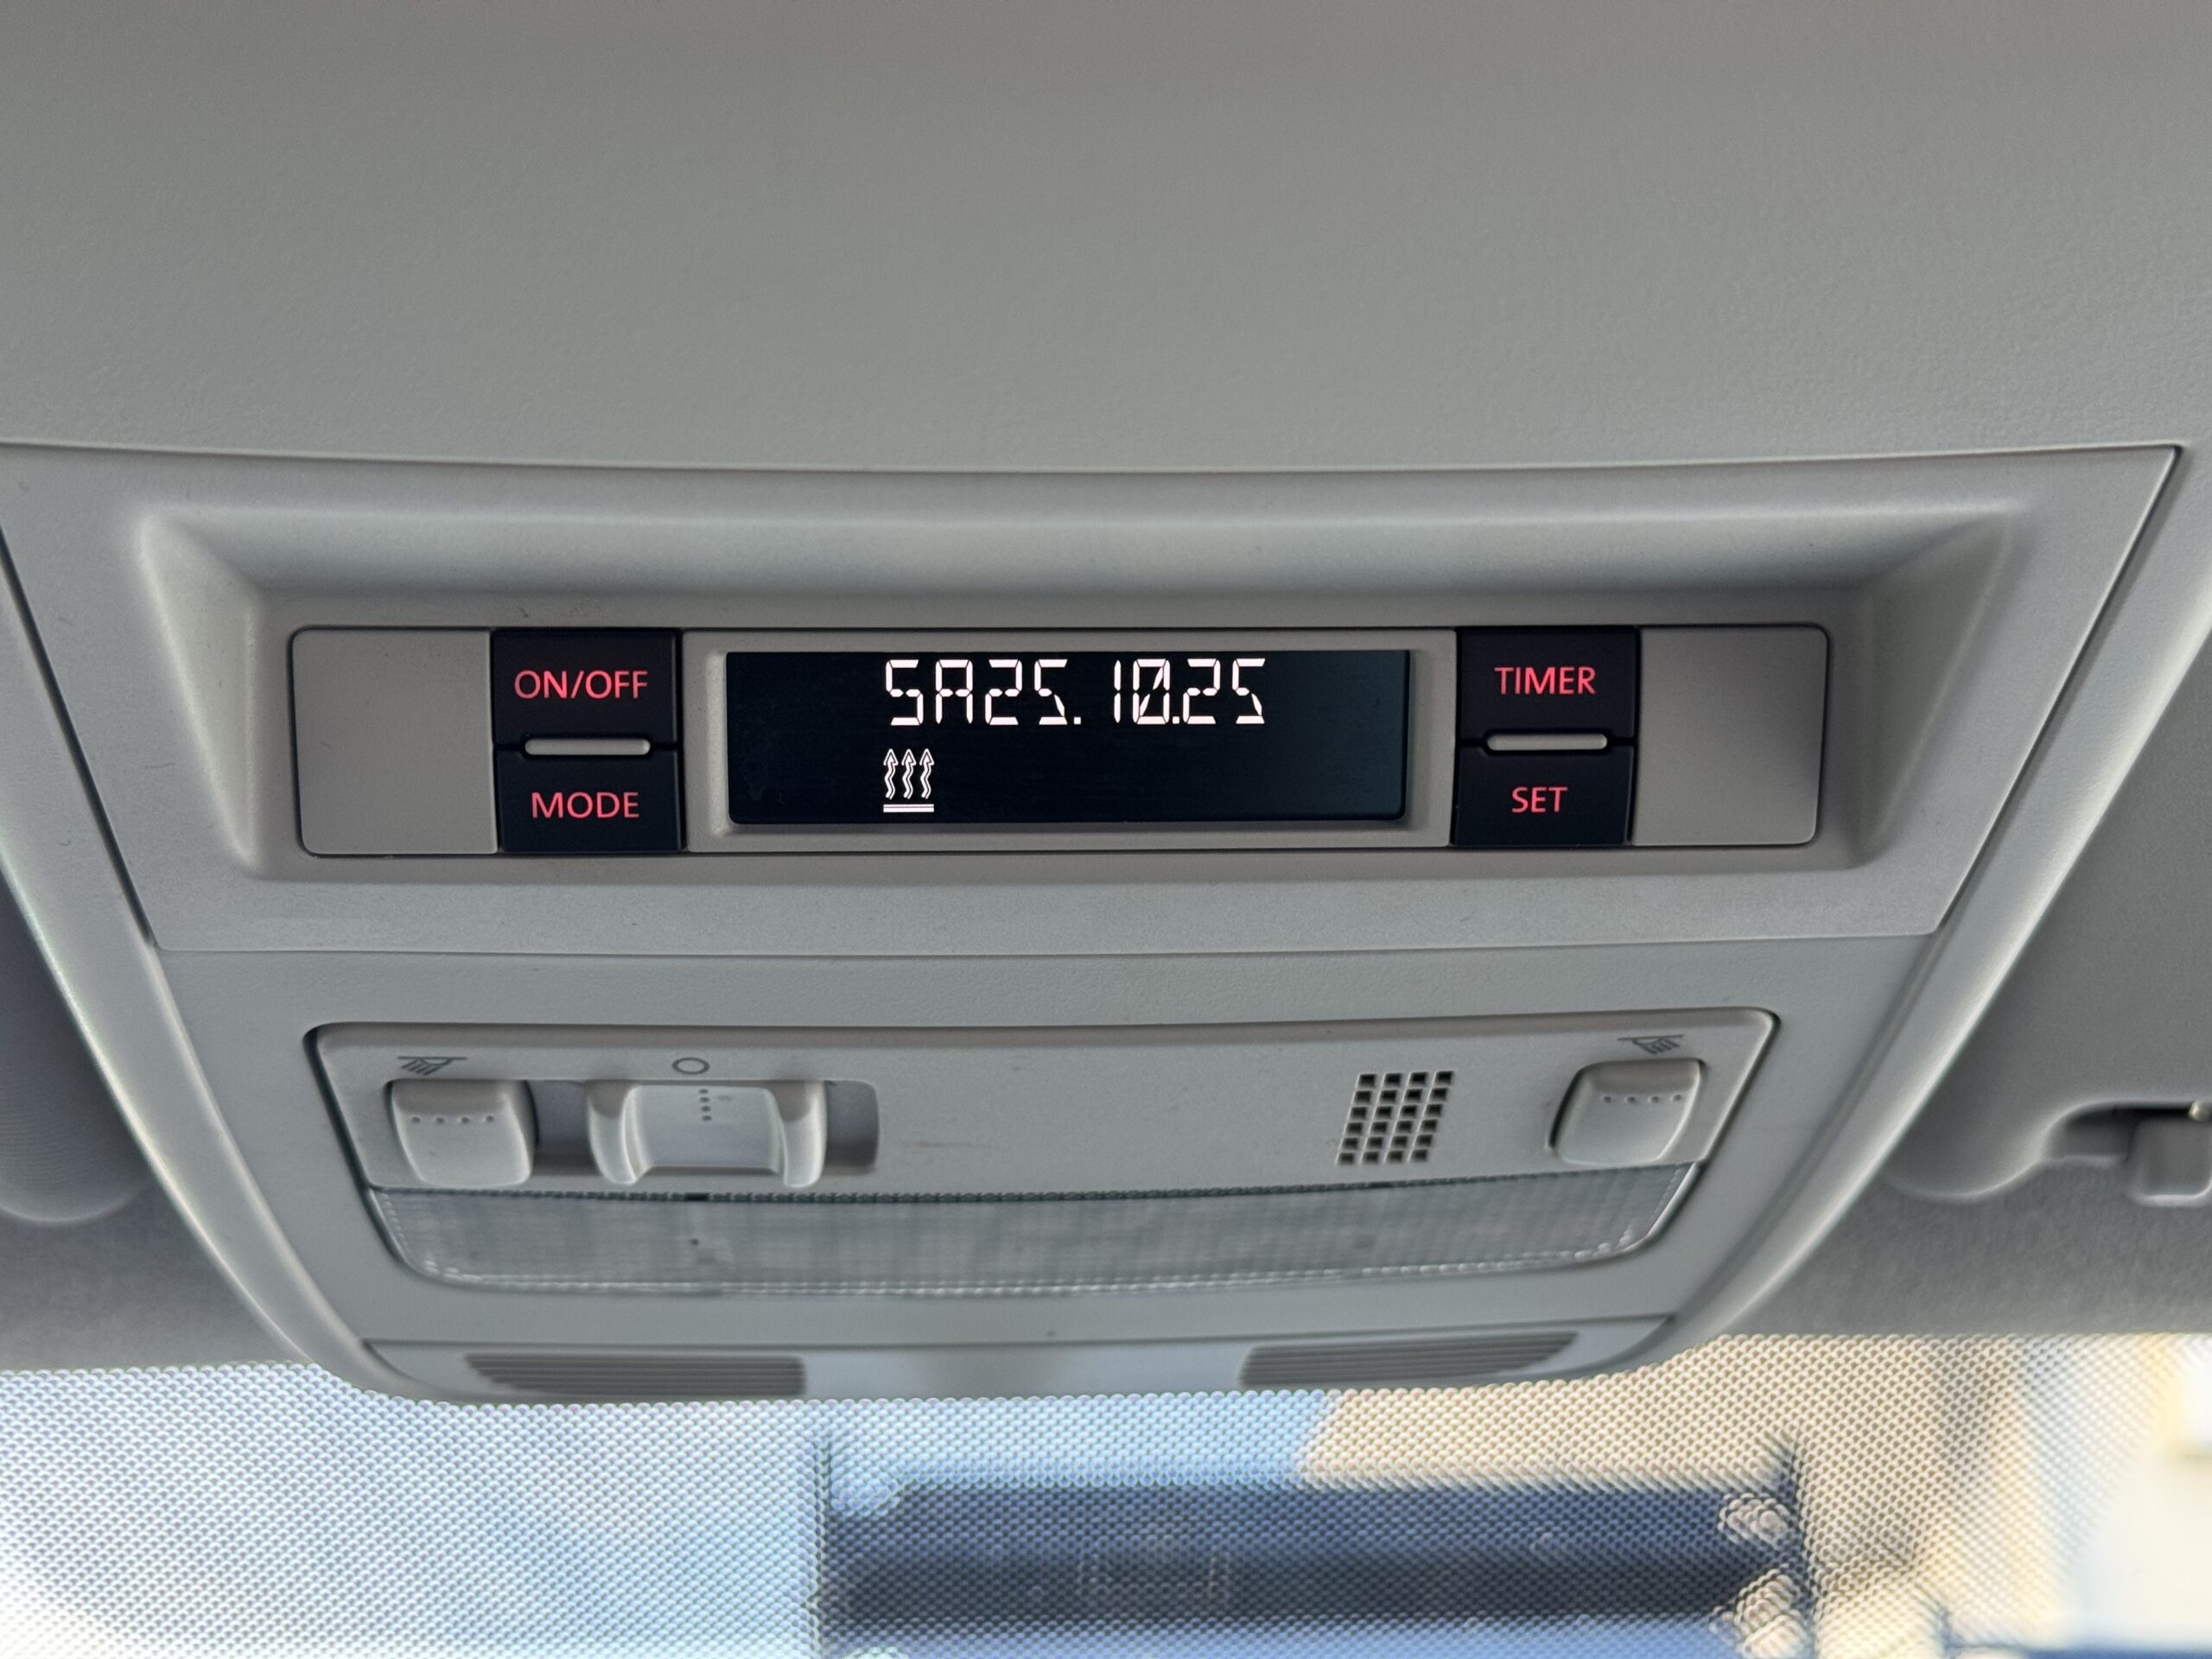 ON/OFF
MODE
SA25.10.25
TIMER
SET